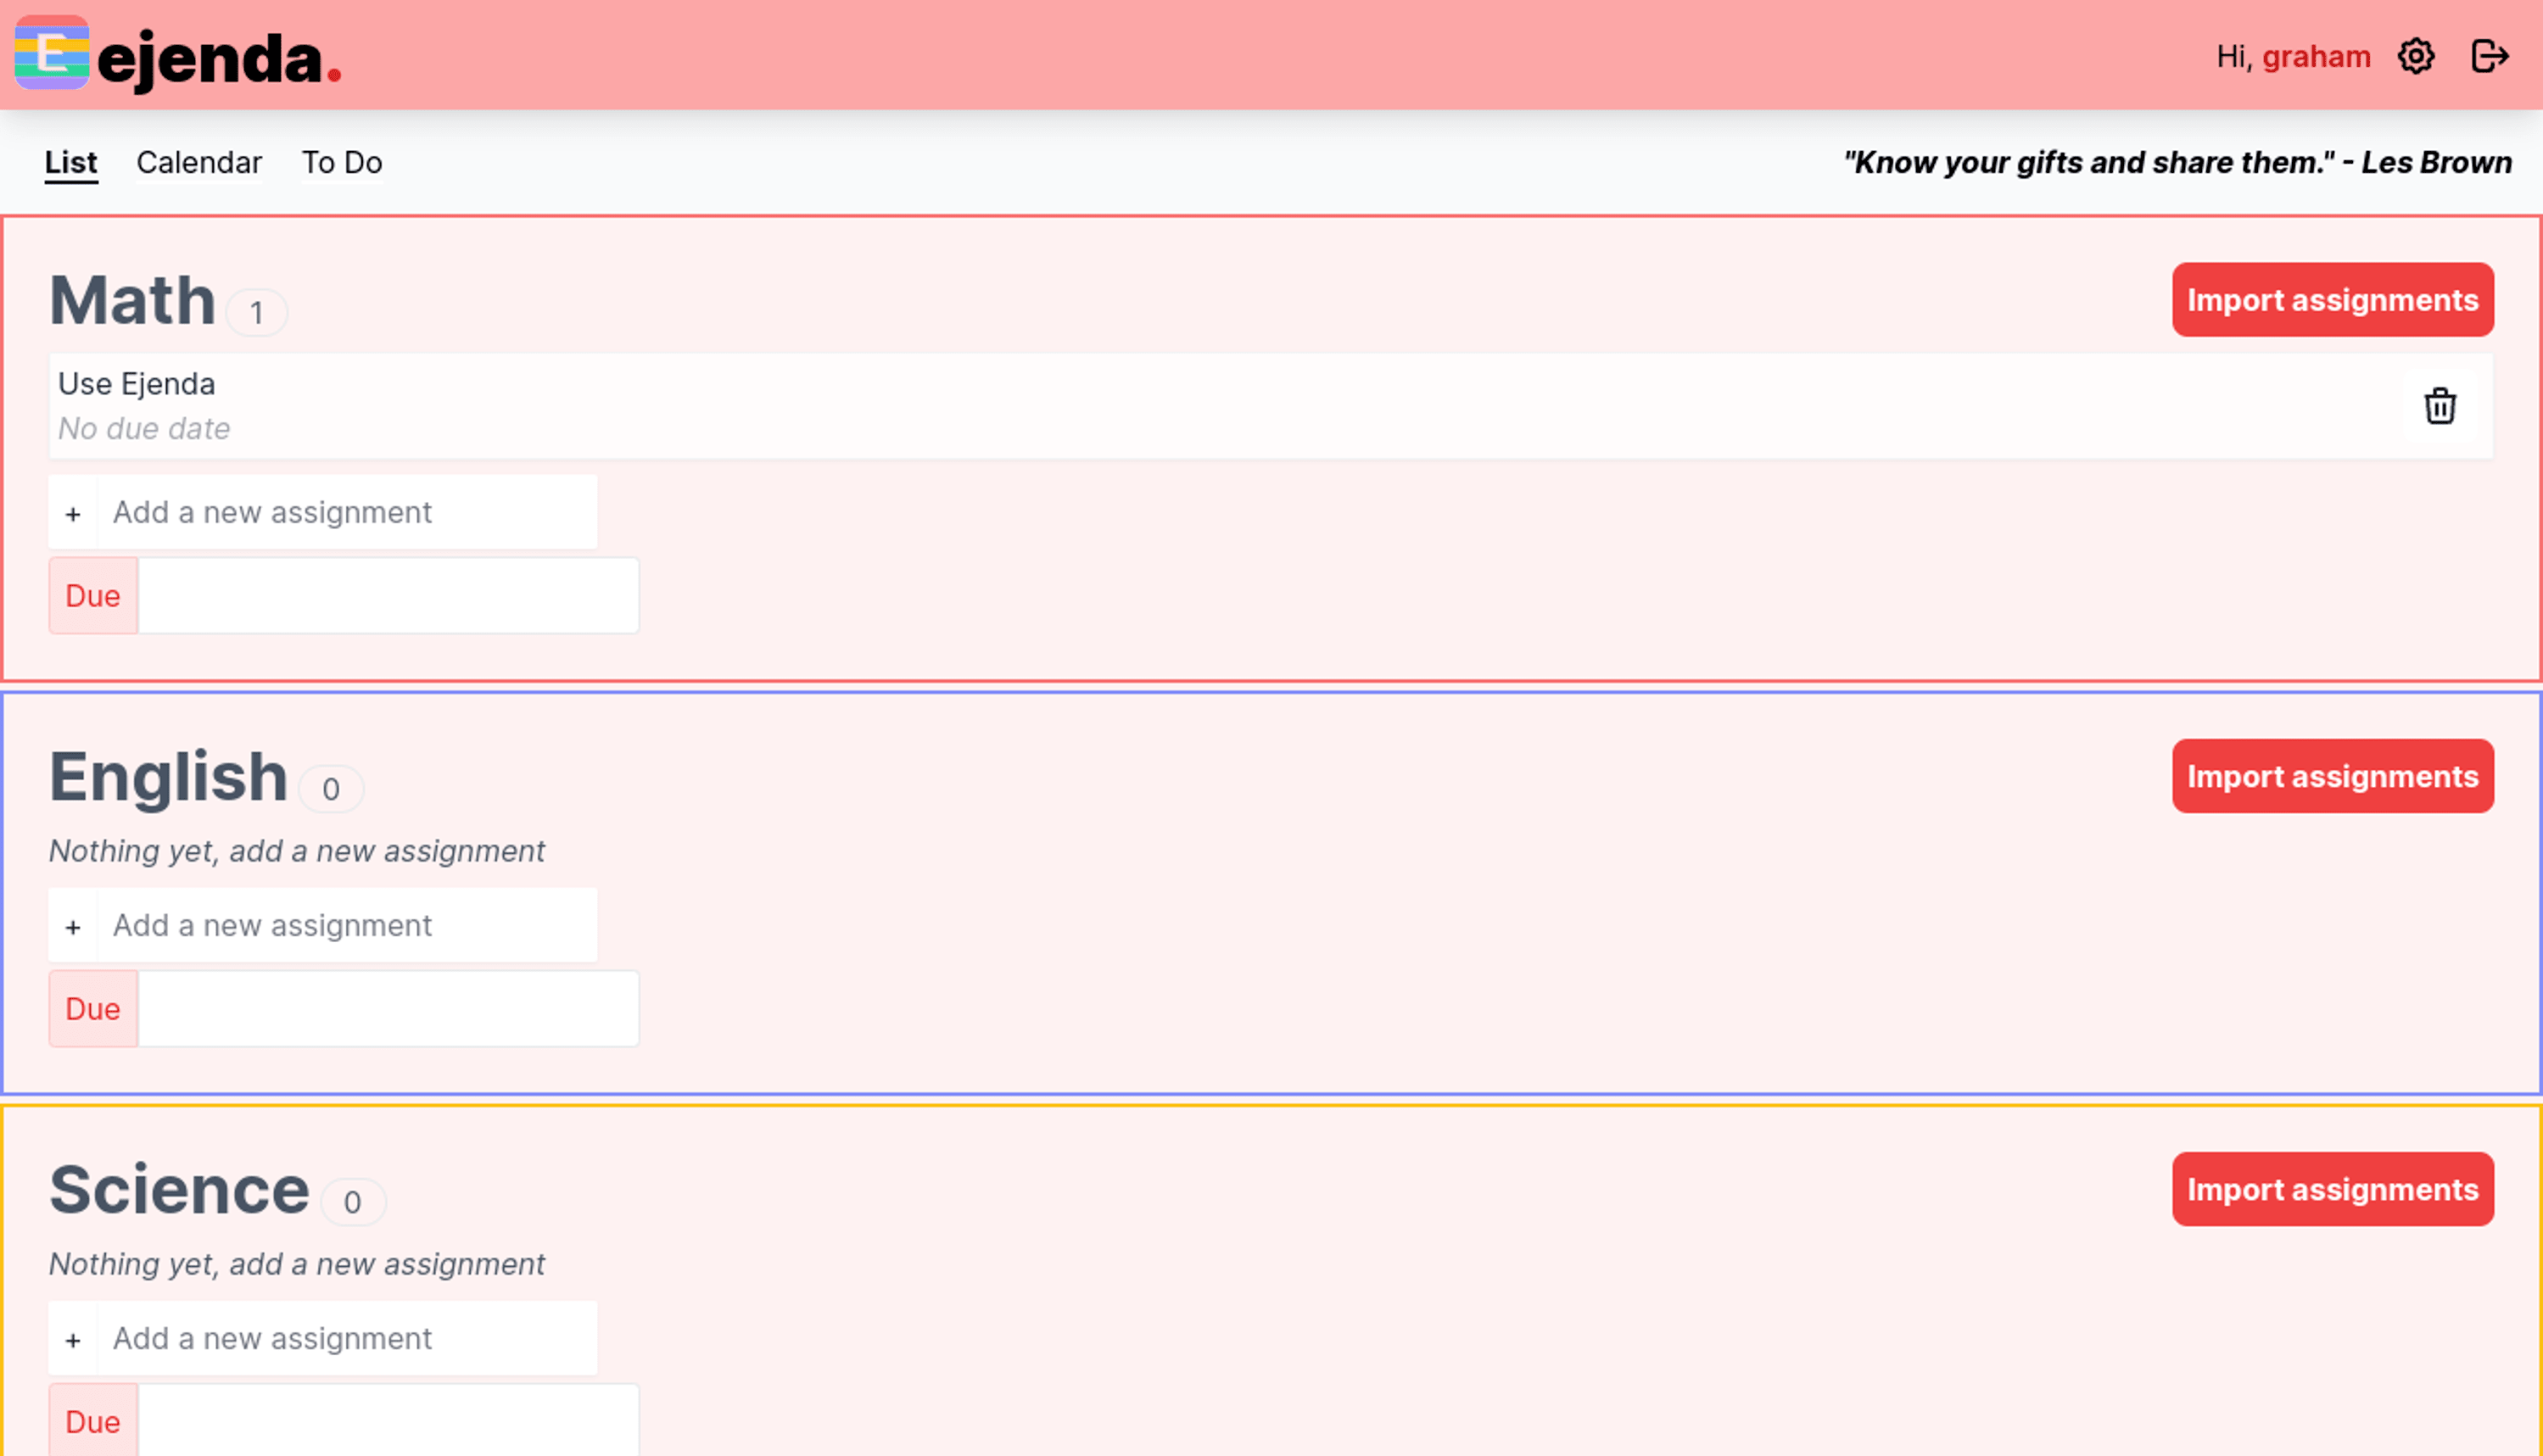 E ejenda.
Hi, graham
List Calendar To Do
"Know your gifts and share them." - Les Brown
Math 1
Import assignments
Use Ejenda
No due date
+ Add a new assignment
Due
English 0
Import assignments
Nothing yet, add a new assignment
+ Add a new assignment
Due
Science 0
Import assignments
Nothing yet, add a new assignment
+ Add a new assignment
Due